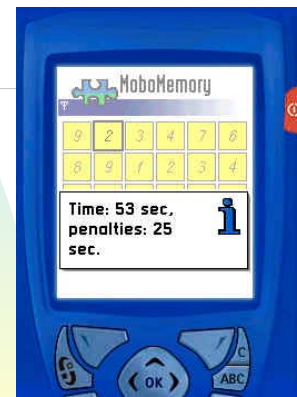 MoboMemory
9 2 3 4 7 6
8 9 1 2 3 4
Time: 53 sec,
penalties: 25
sec.
C
OK
ABC